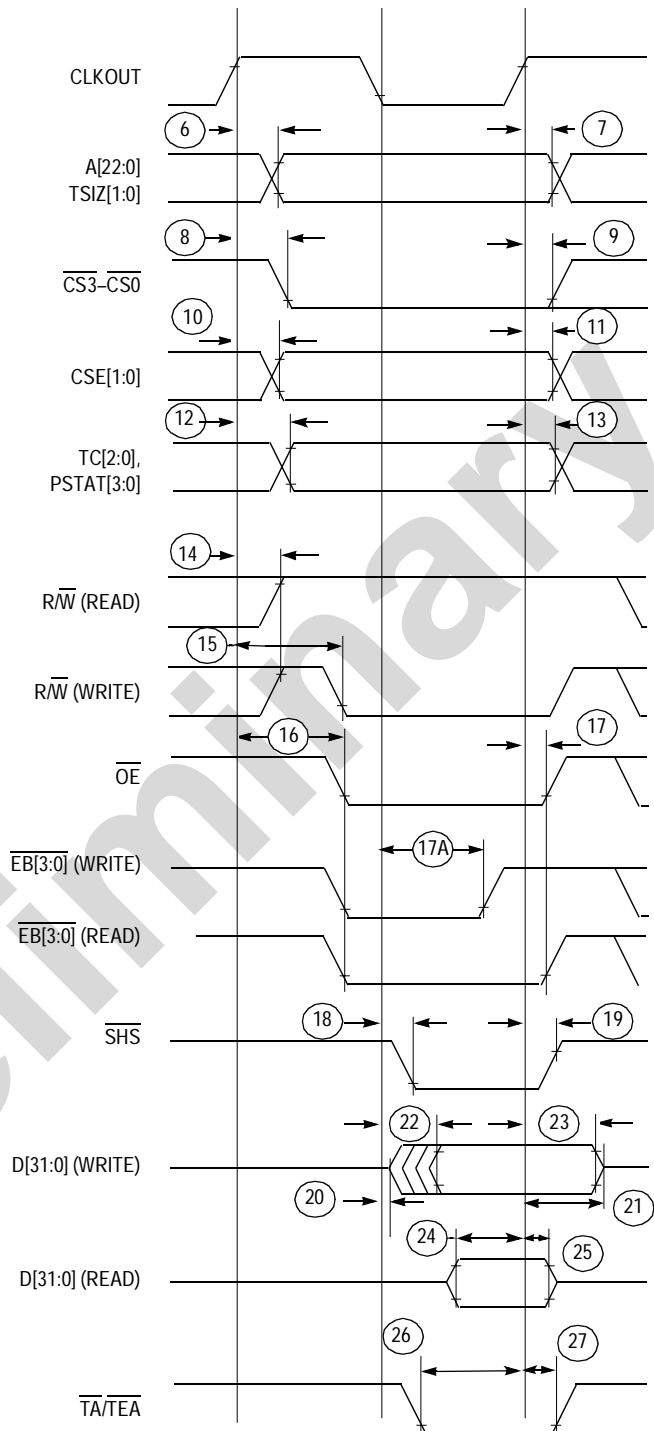 CLKOUT
6
7
A[22:0]
TSIZ[1:0]
8
9
CS3–CS0
10
11
CSE[1:0]
12
13
TC[2:0],
PSTAT[3:0]
14
R/W (READ)
15
R/W (WRITE)
16
17
OE
17A
EB[3:0] (WRITE)
EB[3:0] (READ)
18
19
SHS
22
23
D[31:0] (WRITE)
20
21
24
25
D[31:0] (READ)
26
27
TA/TEA